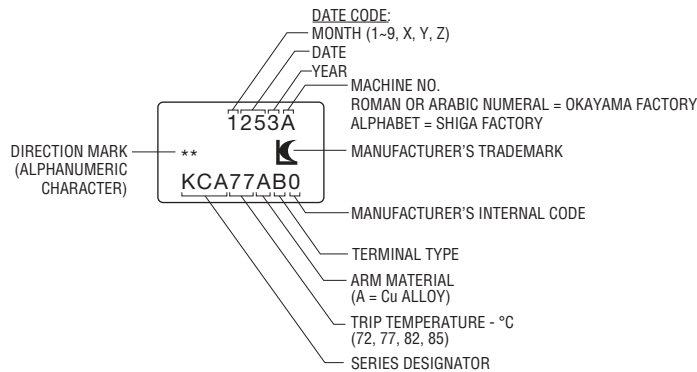 DATE CODE:
MONTH (1~9, X, Y, Z)
DATE
YEAR
MACHINE NO.
ROMAN OR ARABIC NUMERAL = OKAYAMA FACTORY
ALPHABET = SHIGA FACTORY
1253A
DIRECTION MARK
(ALPHANUMERIC
CHARACTER)
**
MANUFACTURER'S TRADEMARK
KCA77AB0
MANUFACTURER'S INTERNAL CODE
TERMINAL TYPE
ARM MATERIAL
(A = Cu ALLOY)
TRIP TEMPERATURE - °C
(72, 77, 82, 85)
SERIES DESIGNATOR